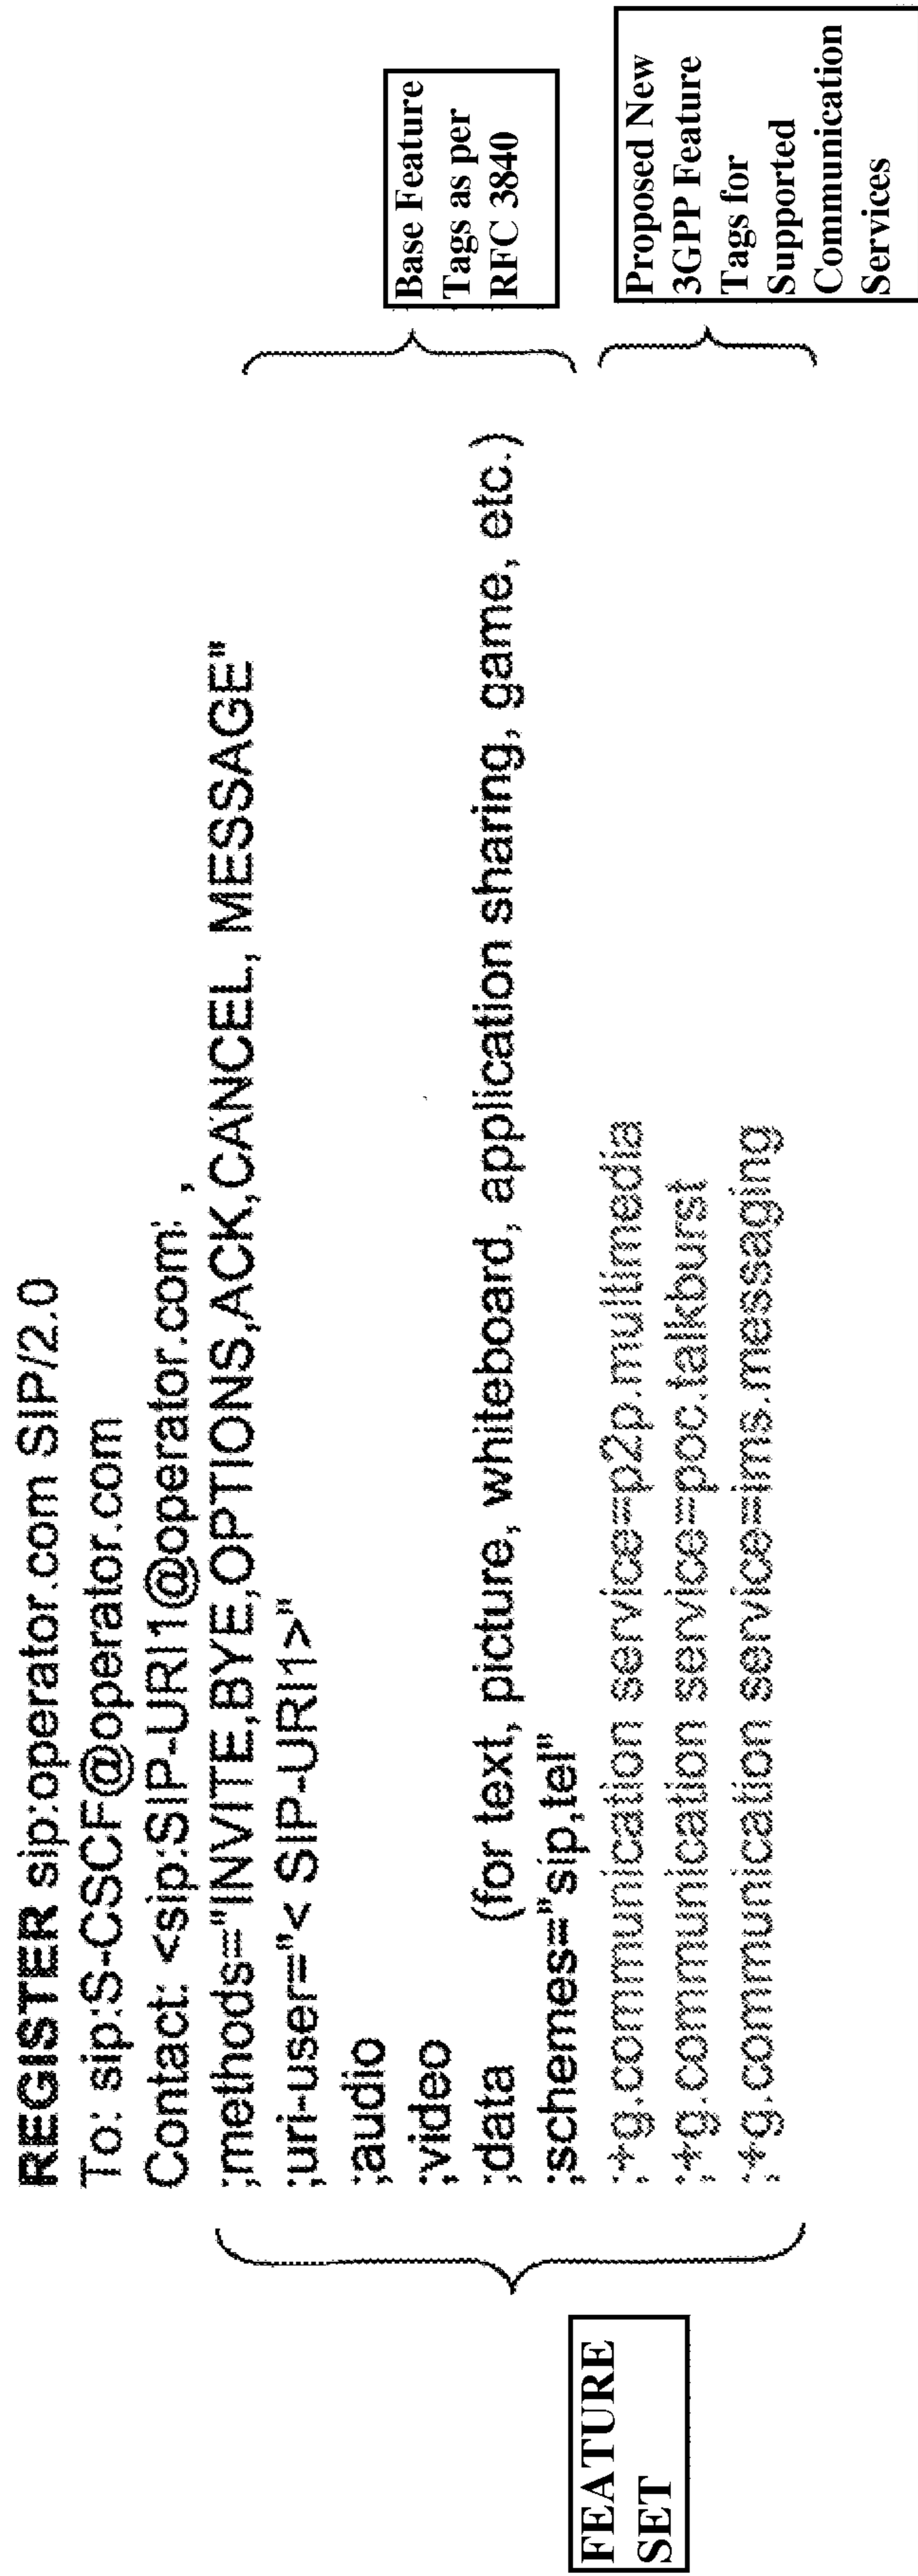 REGISTER sip:operator.com SIP/2.0
To: sip:S-CSCF@operator.com
Contact: <sip:SIP-URI1@operator.com: ,
;methods="INVITE,BYE,OPTIONS,ACK,CANCEL, MESSAGE"
;uri-user="< SIP-URI1>"
;audio
;video
;data (for text, picture, whiteboard, application sharing, game, etc.)
;schemes="sip,tel"
;+g.communication service=p2p.multimedia
;+g.communication service=poc.talkburst
;+g.communication service=ims.messaging
FEATURE
SET
Base Feature
Tags as per
RFC 3840
Proposed New
3GPP Feature
Tags for
Supported
Communication
Services